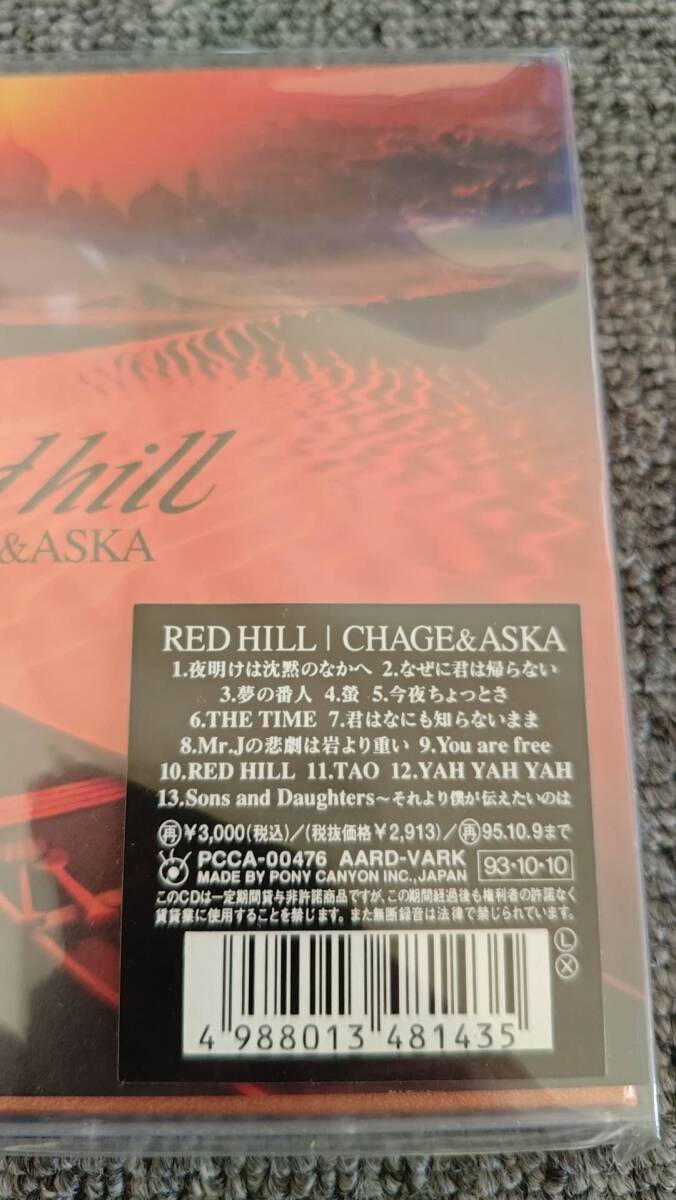 d hill
&ASKA
RED HILL | CHAGE&ASKA
1.夜明けは沈黙のなかへ 2.なぜに君は帰らない
3.夢の番人 4.螢 5.今夜ちょっとさ
6.THE TIME 7.君はなにも知らないまま
8.Mr.Jの悲劇は岩より重い 9.You are free
10.RED HILL 11.TAO 12.YAH YAH YAH
13.Sons and Daughters~それより僕が伝えたいのは
再¥3,000(税込)/(税抜価格¥2,913)/再95.10.9まで
PCCA-00476 AARD-VARK
MADE BY PONY CANYON INC., JAPAN
93・10・10
このCDは一定期間貸与非許諾商品ですが、この期間経過後も権利者の許諾なく
賃貸業に使用することを禁じます。また無断録音は法律で禁じられています。
L
X
4 988013 481435